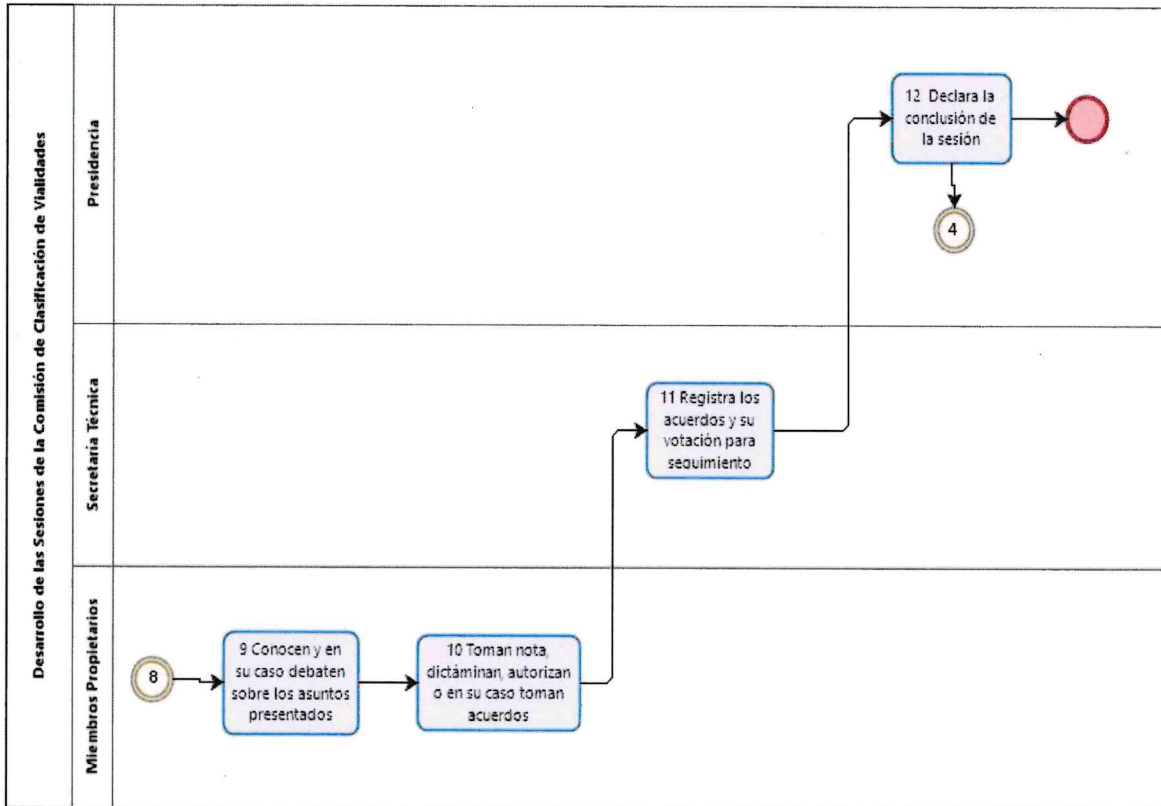 Desarrollo de las Sesiones de la Comisión de Clasificación de Vialidades
Presidencia
12 Declara la
conclusión de
la sesión
4
Secretaría Técnica
11 Registra los
acuerdos y su
votación para
seguimiento
Miembros Propietarios
8
9 Conocen y en
su caso debaten
sobre los asuntos
presentados
10 Toman nota,
dictáminan, autorizan
o en su caso toman
acuerdos